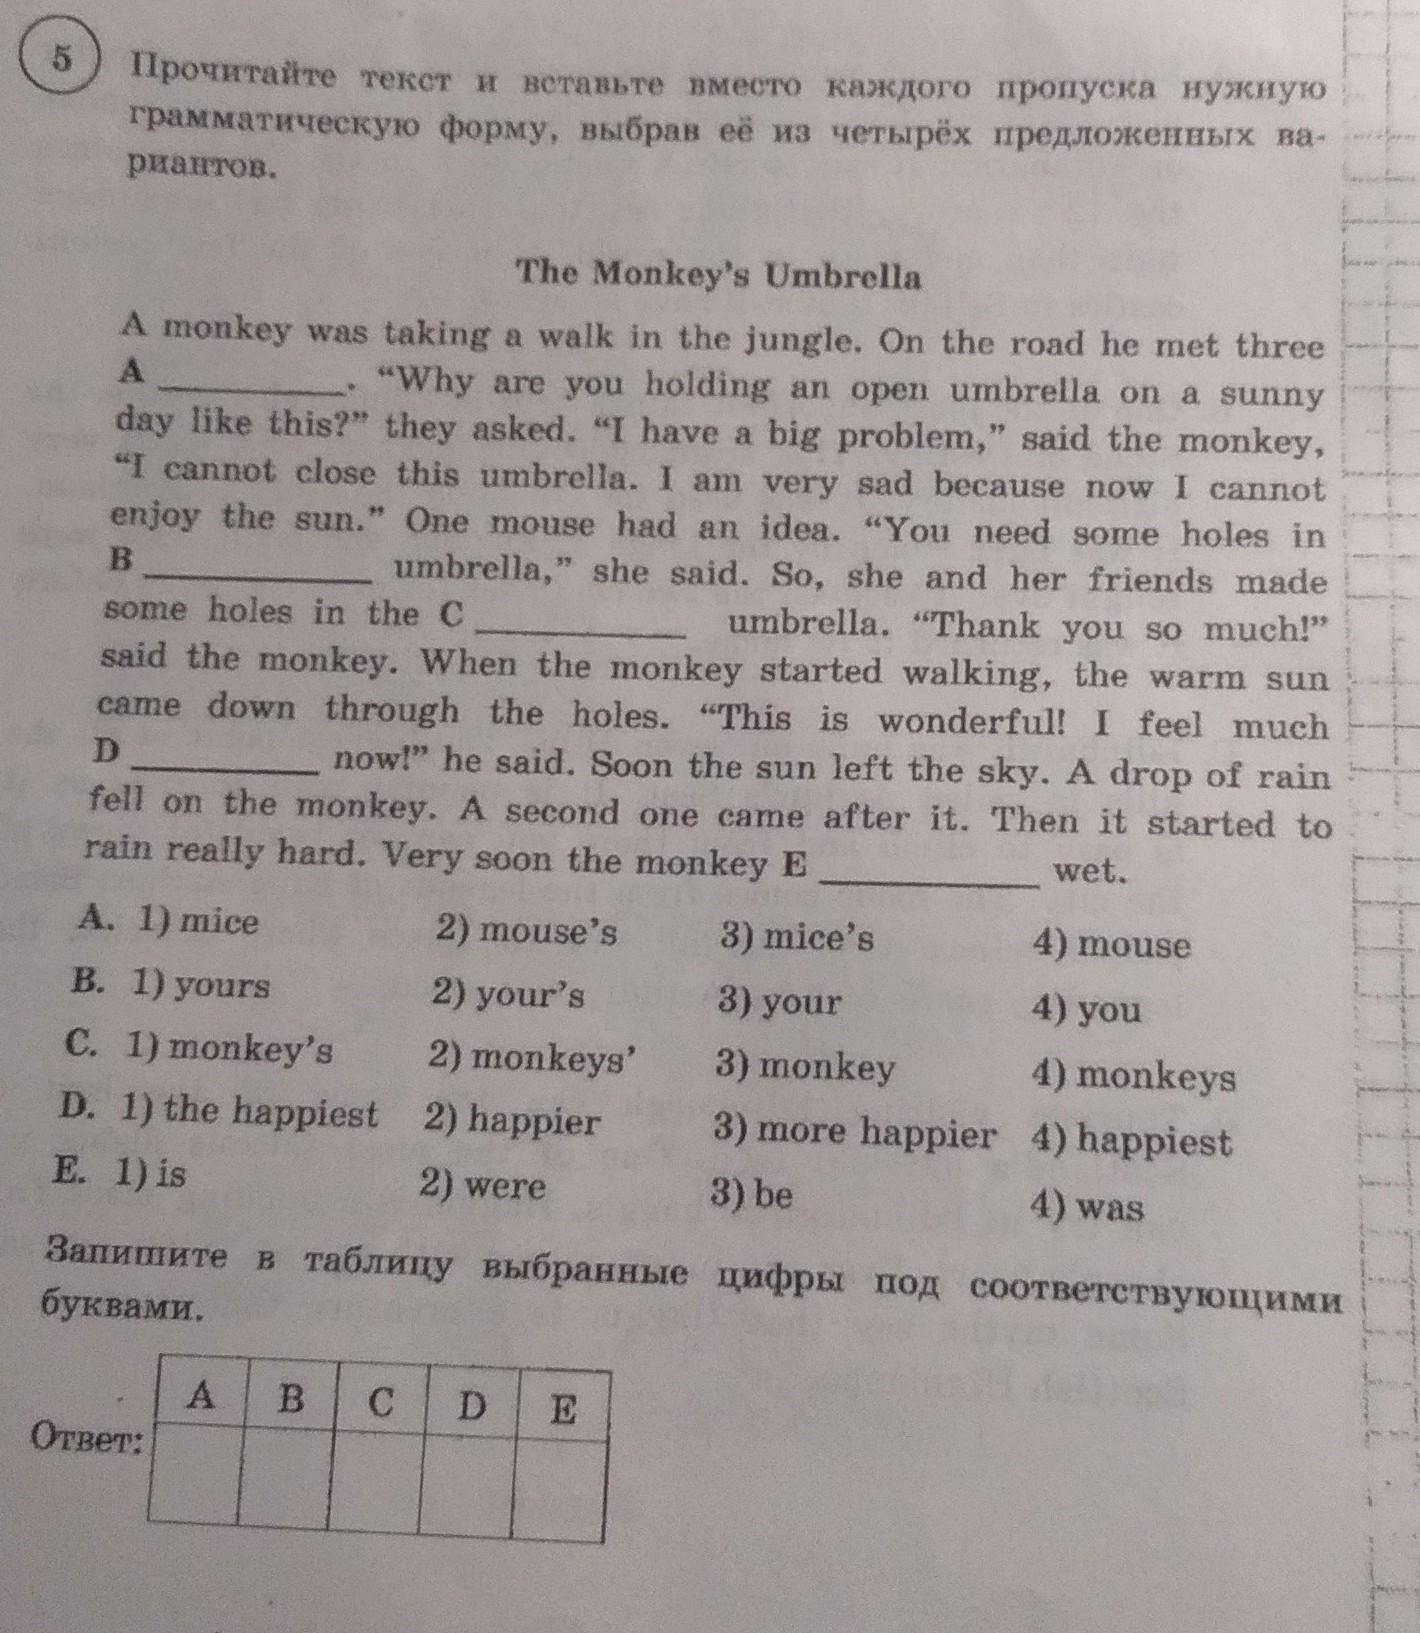 5 Прочитайте текст и вставьте вместо каждого пропуска нужную
грамматическую форму, выбрав её из четырёх предложенных ва-
риантов.
The Monkey's Umbrella
A monkey was taking a walk in the jungle. On the road he met three
A ________. “Why are you holding an open umbrella on a sunny
day like this?” they asked. “I have a big problem,” said the monkey,
“I cannot close this umbrella. I am very sad because now I cannot
enjoy the sun.” One mouse had an idea. “You need some holes in
B ________ umbrella,” she said. So, she and her friends made
some holes in the C ________ umbrella. “Thank you so much!”
said the monkey. When the monkey started walking, the warm sun
came down through the holes. “This is wonderful! I feel much
D ________ now!” he said. Soon the sun left the sky. A drop of rain
fell on the monkey. A second one came after it. Then it started to
rain really hard. Very soon the monkey E ________ wet.
A. 1) mice 2) mouse’s 3) mice’s 4) mouse
B. 1) yours 2) your’s 3) your 4) you
C. 1) monkey’s 2) monkeys’ 3) monkey 4) monkeys
D. 1) the happiest 2) happier 3) more happier 4) happiest
E. 1) is 2) were 3) be 4) was
Запишите в таблицу выбранные цифры под соответствующими
буквами.
A B C D E
Ответ: